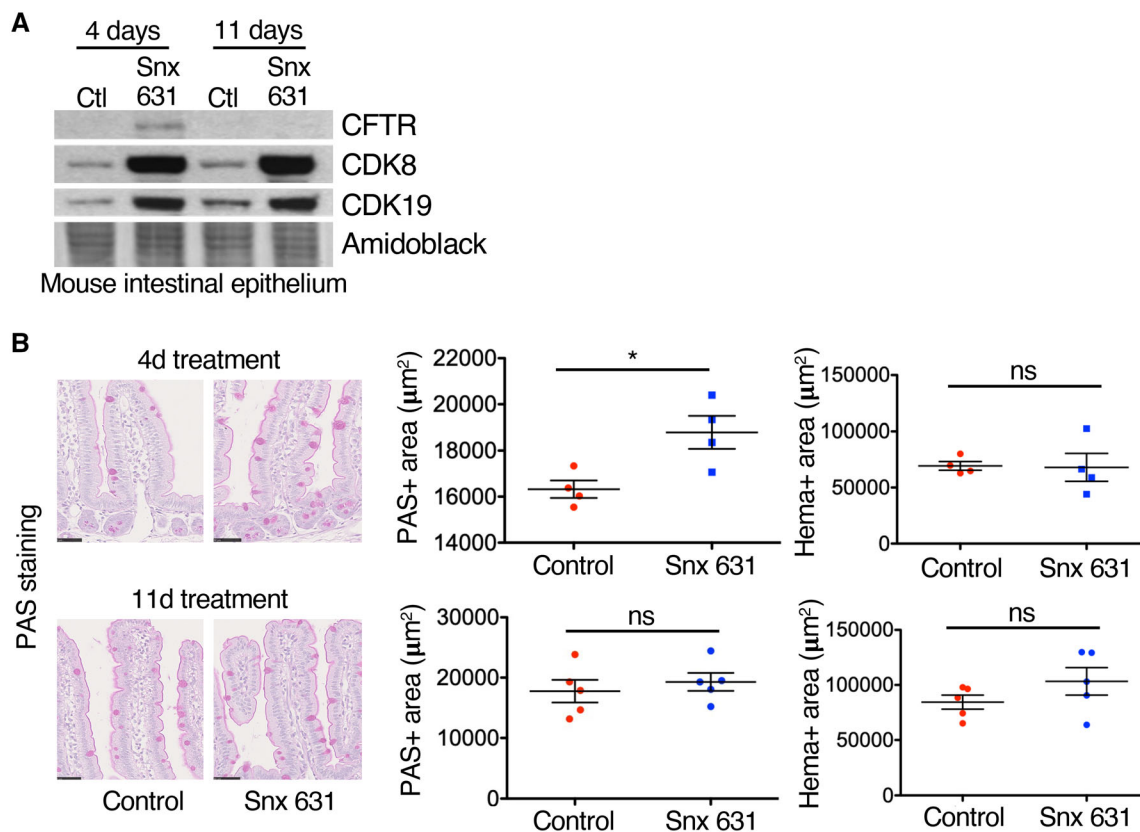 A
4 days 11 days
Snx Snx
Ctl 631 Ctl 631
CFTR
CDK8
CDK19
Amidoblack
Mouse intestinal epithelium
B
PAS staining
4d treatment
11d treatment
Control Snx 631
PAS+ area (µm²)
22000
20000
18000
16000
14000
*
Control Snx 631
Hema+ area (µm²)
150000
100000
50000
0
ns
Control Snx 631
PAS+ area (µm²)
30000
20000
10000
0
ns
Control Snx 631
Hema+ area (µm²)
150000
100000
50000
0
ns
Control Snx 631